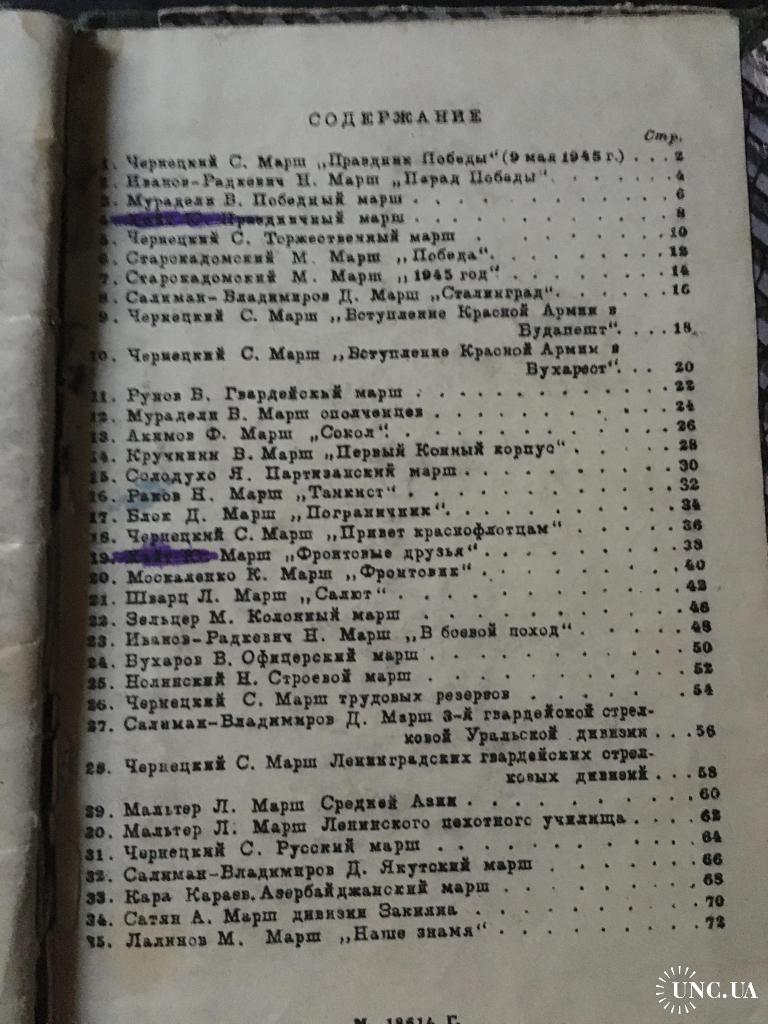 СОДЕРЖАНИЕ
Стр.
1. Чернецкий С. Марш „Праздник Победы“ (9 мая 1945 г.) . . . 2
2. Иванов-Радкевич Н. Марш „Парад Победы“ . . . . . 4
3. Мурадели В. Победный марш . . . . . . . . . 6
4. Праздничный марш . . . . . . . . . 8
5. Чернецкий С. Торжественный марш . . . . . . . 10
6. Старокадомский М. Марш „Победа“. . . . . . . 12
7. Старокадомский М. Марш „1945 год“ . . . . . . 14
8. Салиман-Владимиров Д. Марш „Сталинград“. . . . . 16
9. Чернецкий С. Марш „Вступление Красной Армии в
Будапешт“. . . . 18
10. Чернецкий С. Марш „Вступление Красной Армии в
Бухарест“. . . 20
11. Рунов В. Гвардейский марш . . . . . . . . . 22
12. Мурадели В. Марш ополченцев . . . . . . . . 24
13. Акимов Ф. Марш „Сокол“. . . . . . . . . . 26
14. Кручинин В. Марш „Первый Конный корпус“ . . . . 28
15. Солодухо Я. Партизанский марш . . . . . . . . 30
16. Раков Н. Марш „Танкист“ . . . . . . . . . . 32
17. Блок Д. Марш „Пограничник“. . . . . . . . . 34
18. Чернецкий С. Марш „Привет краснофлотцам“ . . . . 36
19. Марш „Фронтовые друзья“ . . . . . . . 38
20. Москаленко К. Марш „Фронтовик“ . . . . . . . 40
21. Шварц Л. Марш „Салют“ . . . . . . . . . . 42
22. Зельцер М. Колонный марш . . . . . . . . . 46
23. Иванов-Радкевич Н. Марш „В боевой поход“ . . . . 48
24. Бухаров В. Офицерский марш . . . . . . . . . 50
25. Нолинский Н. Строевой марш . . . . . . . . . 52
26. Чернецкий С. Марш трудовых резервов . . . . . 54
27. Салиман-Владимиров Д. Марш 3-й гвардейской стрел-
ковой Уральской дивизии . . . 56
28. Чернецкий С. Марш Ленинградских гвардейских стрел-
ковых дивизий . . . 58
29. Мальтер Л. Марш Средней Азии . . . . . . . . 60
30. Мальтер Л. Марш Ленинского пехотного училища . . . 62
31. Чернецкий С. Русский марш . . . . . . . . . 64
32. Салиман-Владимиров Д. Якутский марш . . . . . 66
33. Кара Караев. Азербайджанский марш . . . . . . 68
34. Сатян А. Марш дивизии Закияна . . . . . . . . 70
35. Лалинов М. Марш „Наше знамя“ . . . . . . . . 72
М 18614 Г.
UNC.UA